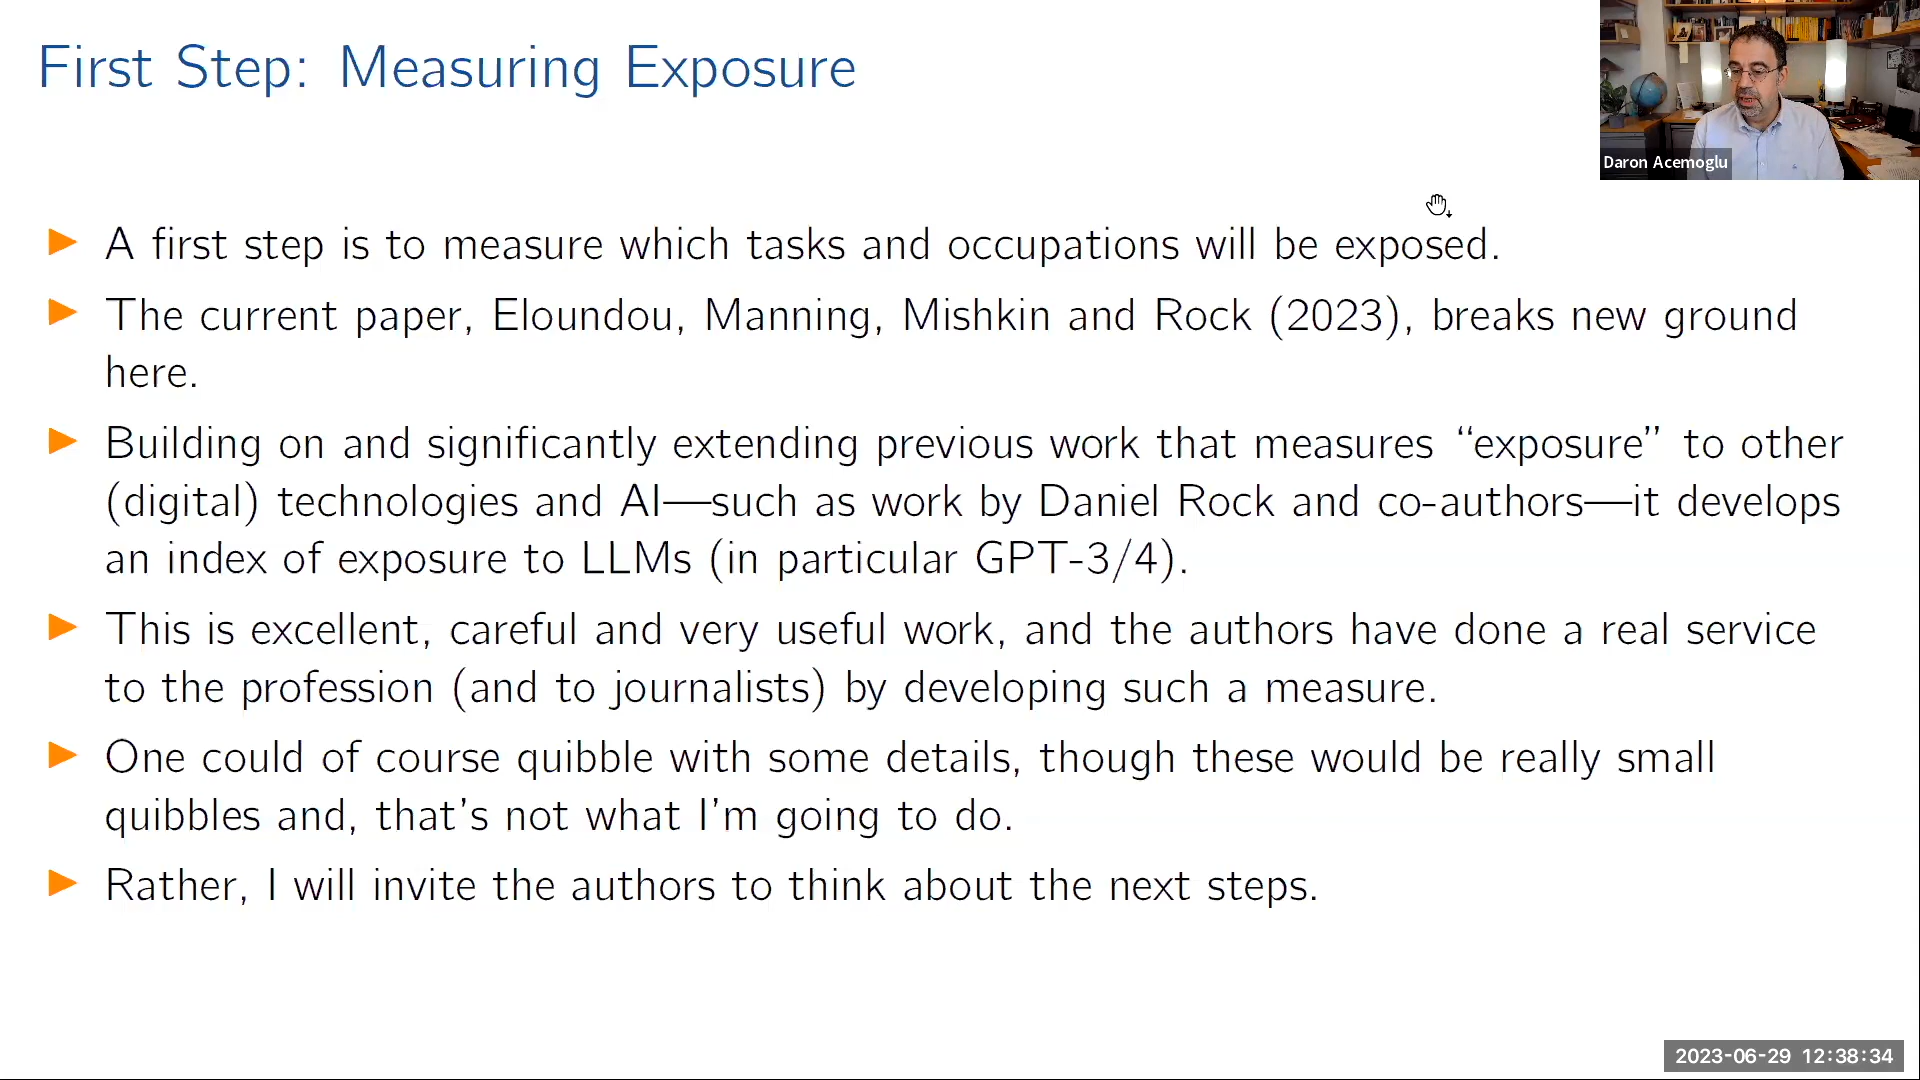 First Step: Measuring Exposure
Daron Acemoglu
A first step is to measure which tasks and occupations will be exposed.
The current paper, Eloundou, Manning, Mishkin and Rock (2023), breaks new ground
here.
Building on and significantly extending previous work that measures “exposure” to other
(digital) technologies and AI—such as work by Daniel Rock and co-authors—it develops
an index of exposure to LLMs (in particular GPT-3/4).
This is excellent, careful and very useful work, and the authors have done a real service
to the profession (and to journalists) by developing such a measure.
One could of course quibble with some details, though these would be really small
quibbles and, that’s not what I’m going to do.
Rather, I will invite the authors to think about the next steps.
2023-06-29 12:38:34